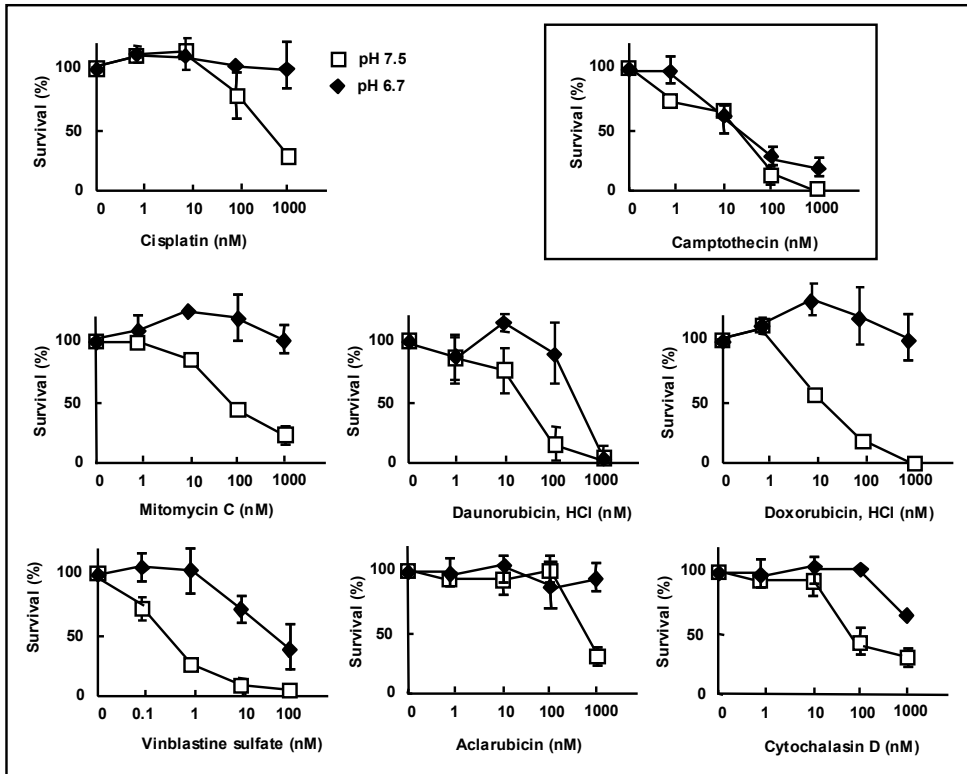 pH 7.5
pH 6.7
Survival (%)
100
50
0
0 1 10 100 1000
Cisplatin (nM)
Survival (%)
100
50
0
0 1 10 100 1000
Camptothecin (nM)
Survival (%)
100
50
0
0 1 10 100 1000
Mitomycin C (nM)
Survival (%)
100
50
0
0 1 10 100 1000
Daunorubicin, HCl (nM)
Survival (%)
100
50
0
0 1 10 100 1000
Doxorubicin, HCl (nM)
Survival (%)
100
50
0
0 0.1 1 10 100
Vinblastine sulfate (nM)
Survival (%)
100
50
0
0 1 10 100 1000
Aclarubicin (nM)
Survival (%)
100
50
0
0 1 10 100 1000
Cytochalasin D (nM)